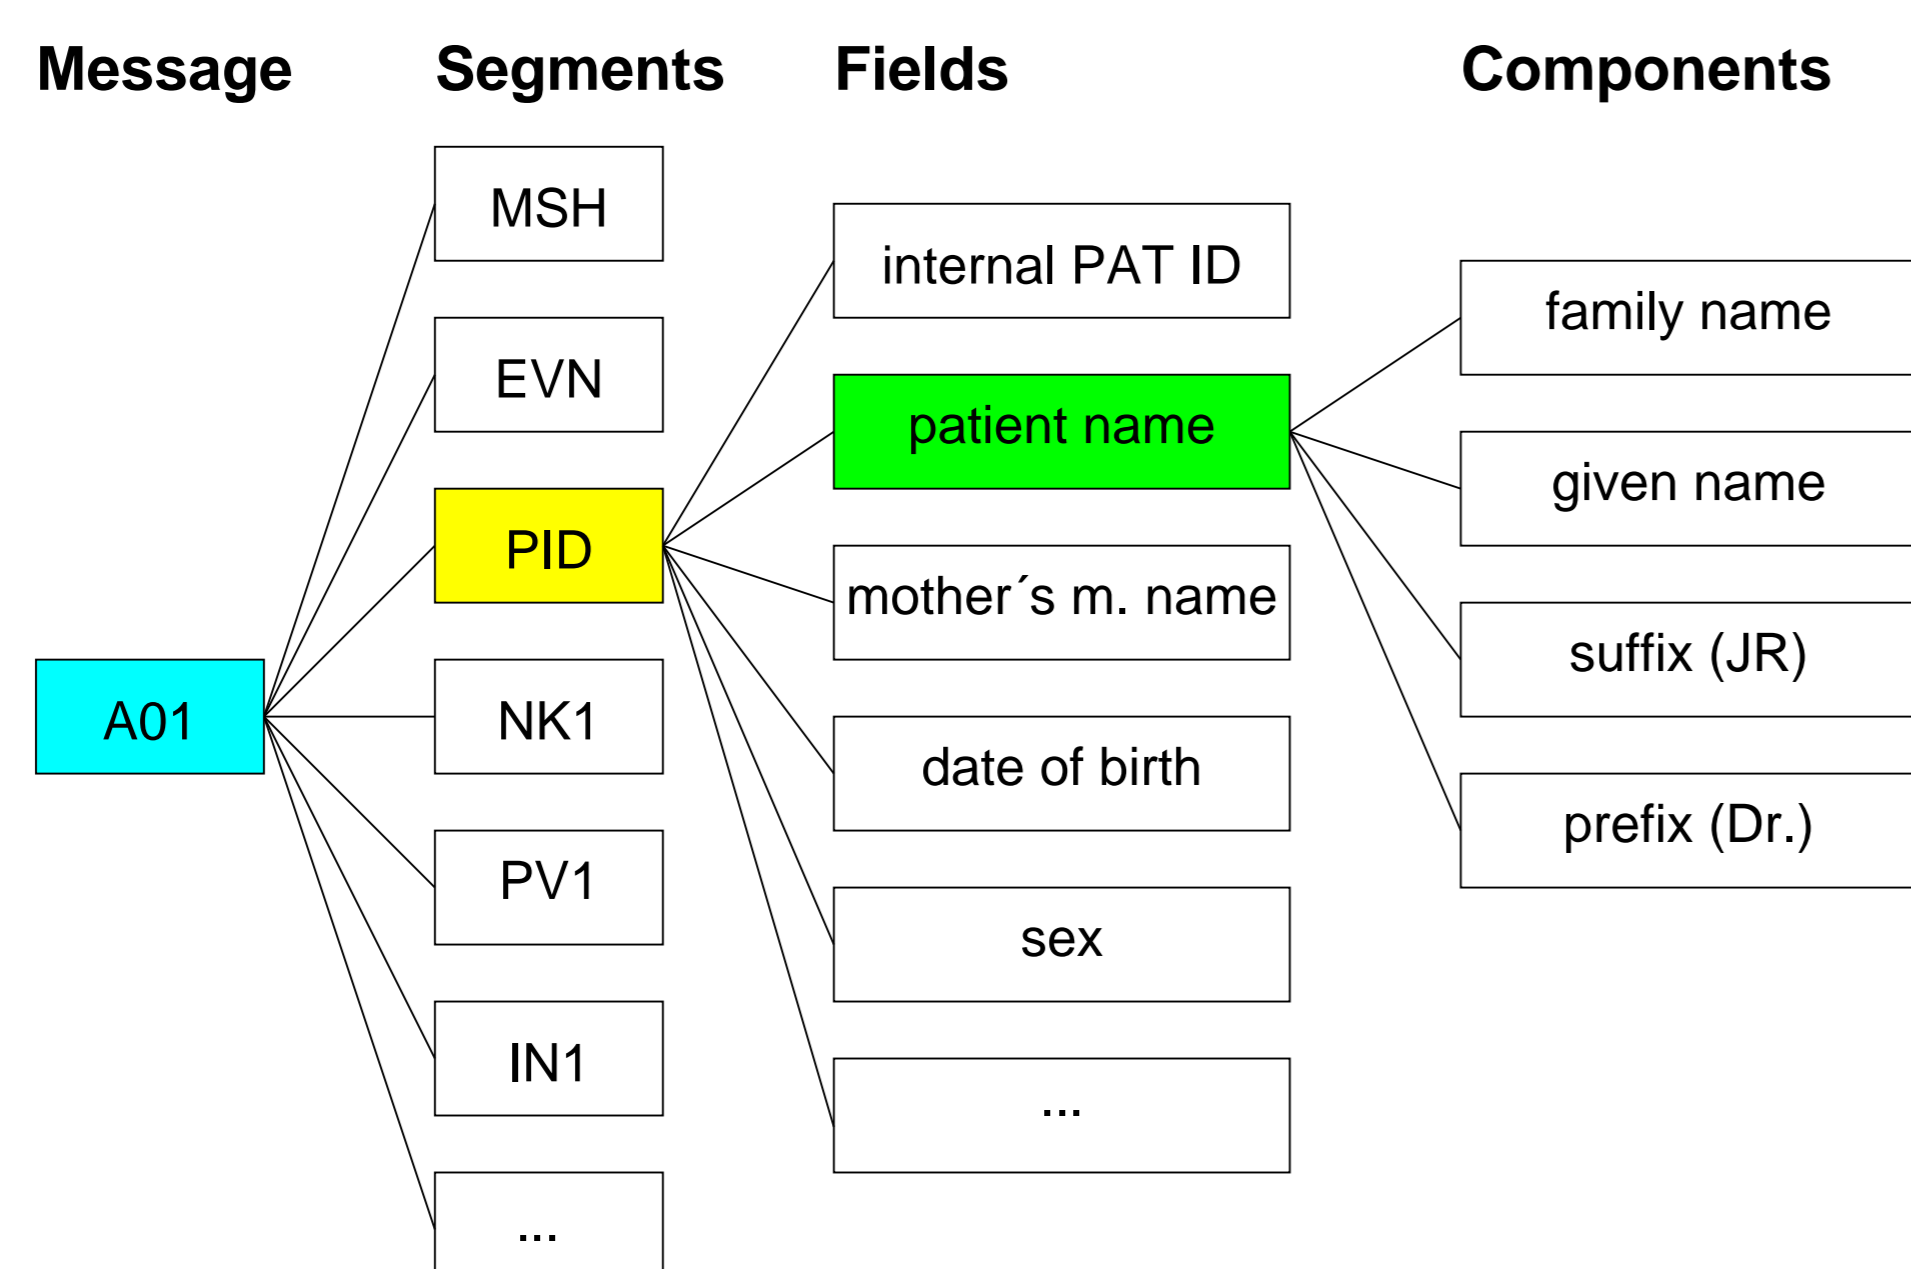 Message
Segments
Fields
Components
MSH
EVN
PID
NK1
PV1
IN1
...
A01
internal PAT ID
patient name
mother´s m. name
date of birth
sex
...
family name
given name
suffix (JR)
prefix (Dr.)